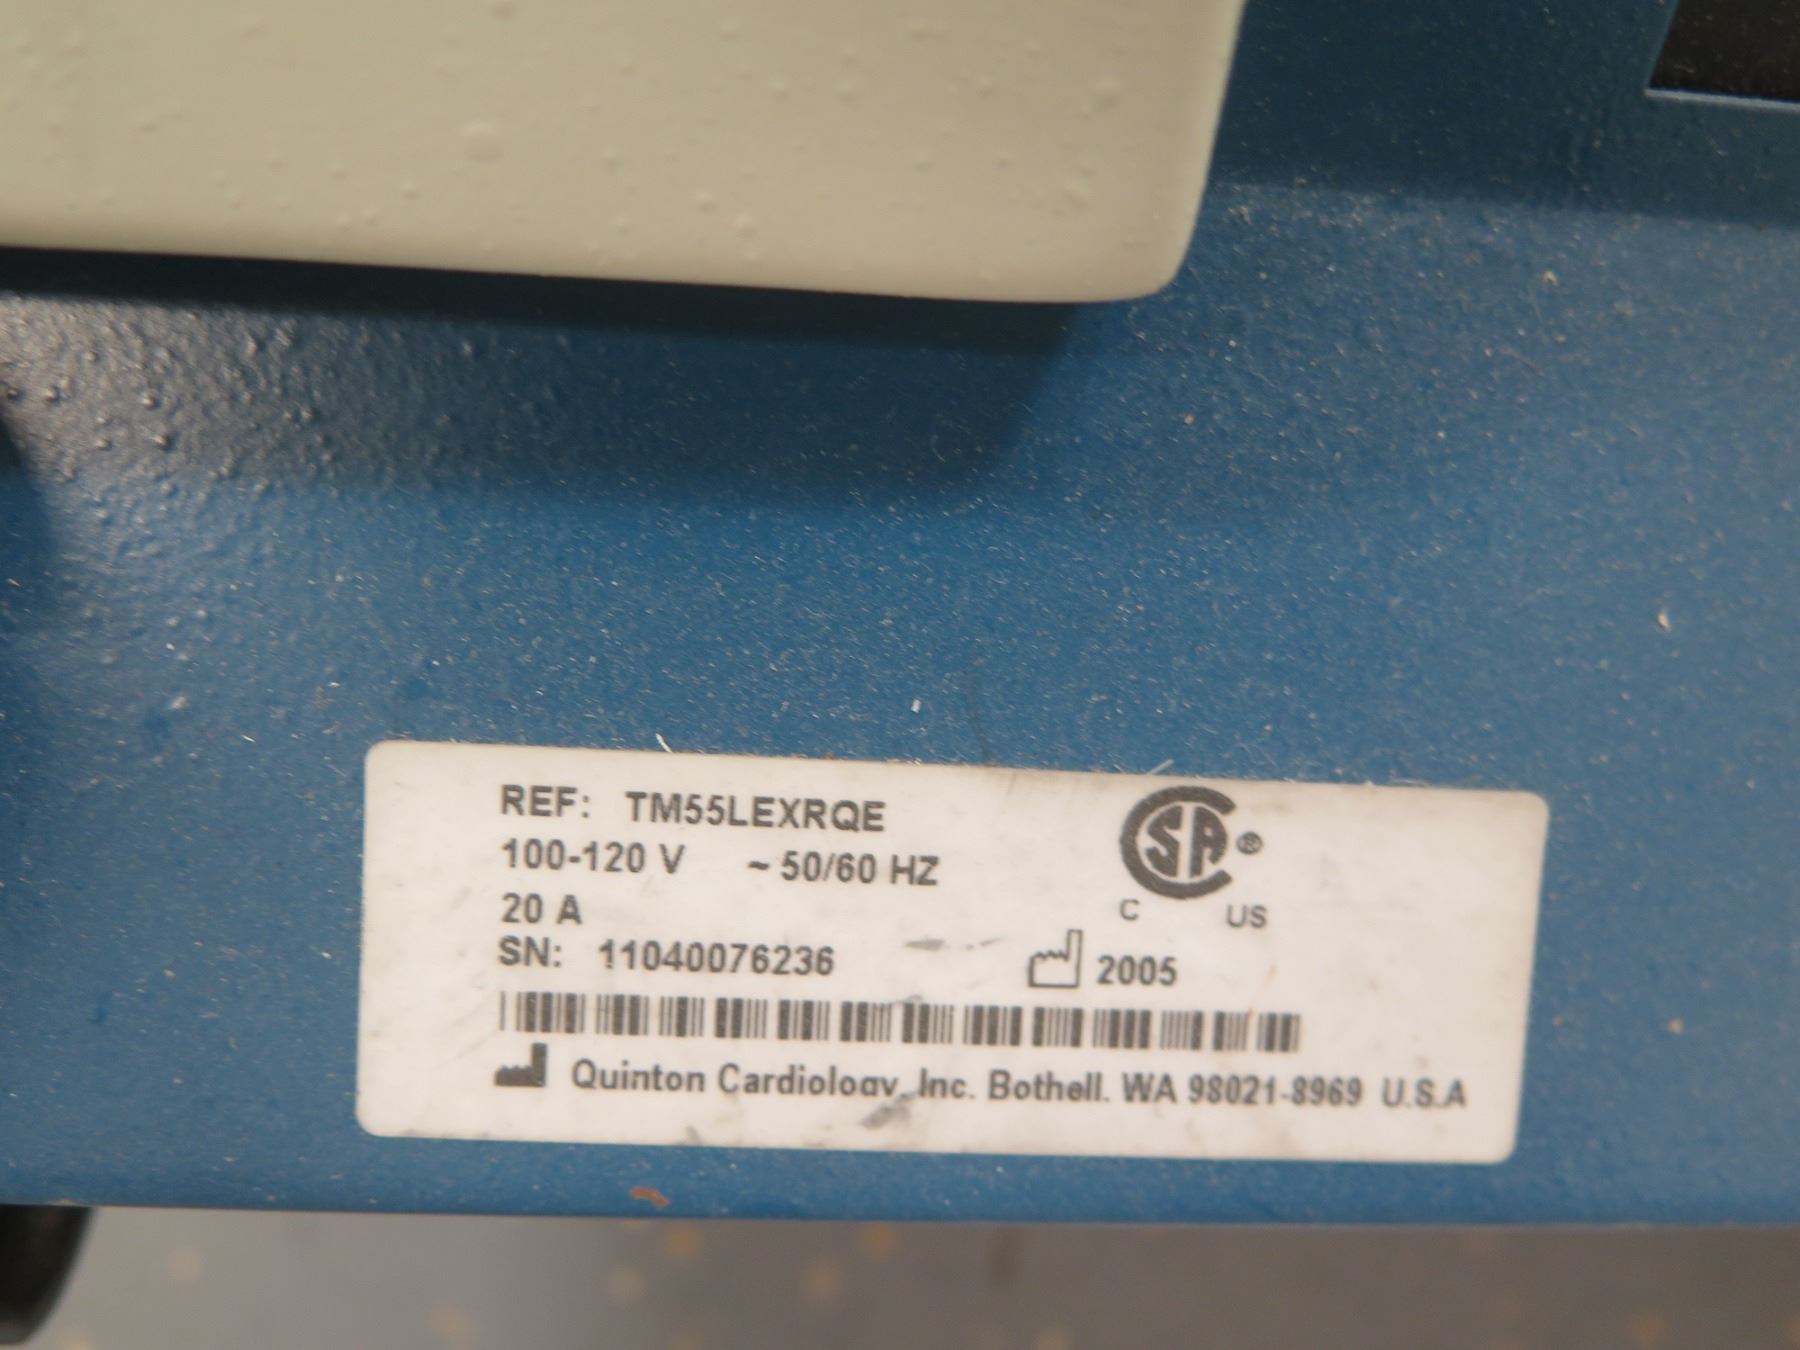 REF: TM55LEXRQE
100-120 V ~ 50/60 HZ
20 A
SN: 11040076236
SA ®
C US
2005
Quinton Cardiology, Inc. Bothell. WA 98021-8969 U.S.A